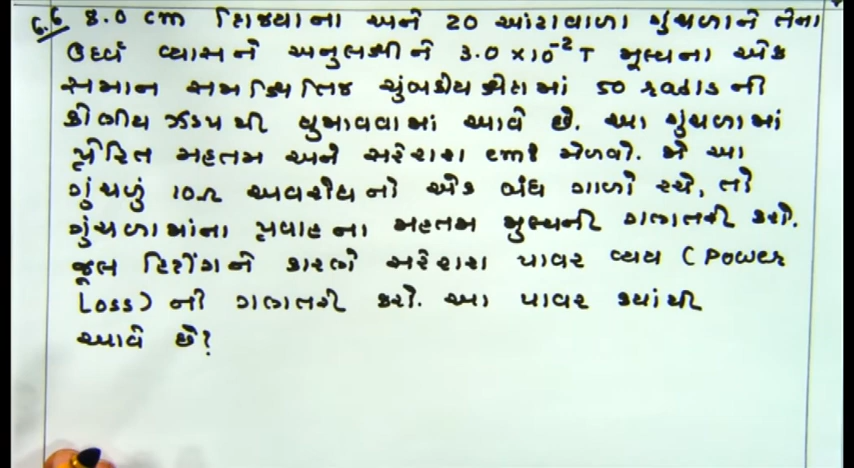 6.6 8.0 cm ત્રિજ્યાના અને 20 આંટાવાળા ગુંચળાને તેના
ઉર્ધ્વ વ્યાસને અનુલક્ષીને 3.0 × 10⁻² T મૂલ્યના એક
સમાન સમક્ષિતિજ ચુંબકીય ક્ષેત્રમાં 50 rad/s ની
કોણીય ઝડપથી ઘુમાવવામાં આવે છે. આ ગુંચળામાં
પ્રેરિત મહત્તમ અને સરેરાશ emf મેળવો. જો આ
ગુંચળું 10Ω અવરોધનો એક બંધ ગાળો રચે, તો
ગુંચળામાંના પ્રવાહના મહત્તમ મુલ્યની ગણતરી કરો.
જૂલ હિટીંગને કારણે સરેરાશ પાવર વ્યય (Power
Loss) ની ગણતરી કરો. આ પાવર ક્યાંથી
આવે છે?